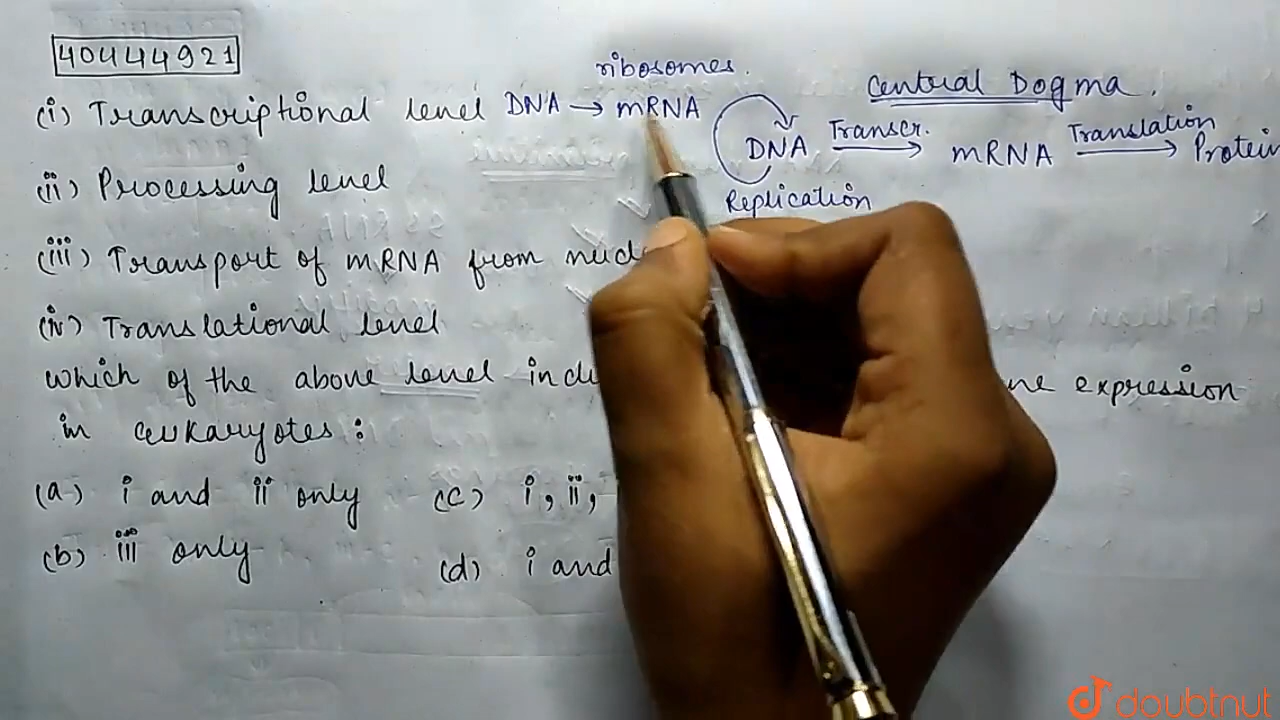 40444921
ribosomes.
Central Dogma.
(i) Transcriptional level DNA → mRNA
DNA Transcr. → mRNA Translation → Protein
Replication
(ii) Processing level
(iii) Transport of mRNA from
(iv) Translational level
which of the above level expression
in eukaryotes:
(a) i and ii only (c) i, ii,
(b) iii only (d) i and
doubtnut